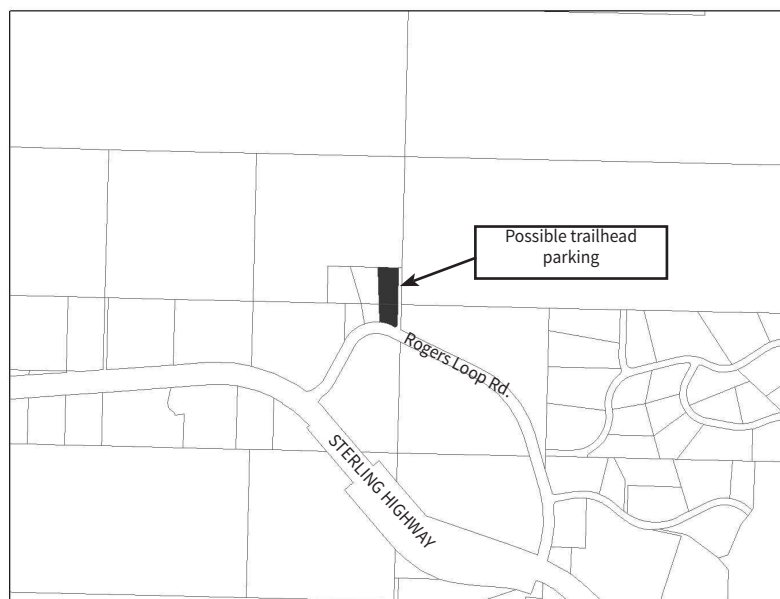 Possible trailhead
parking
Rogers Loop Rd.
STERLING HIGHWAY